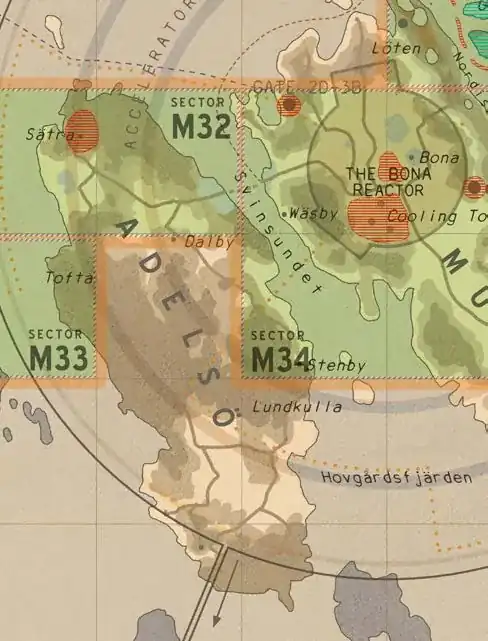 Löten
ACCELERATOR
GATE 2D-3B
SECTOR
M32
Sätra
Bona
THE BONA
REACTOR
Svinsundet
Wäsby
Cooling To
ADELSÖ
Dalby
MU
Tofta
SECTOR
M33
SECTOR
M34
Stenby
Lundkulla
Hovgårdsfjärden